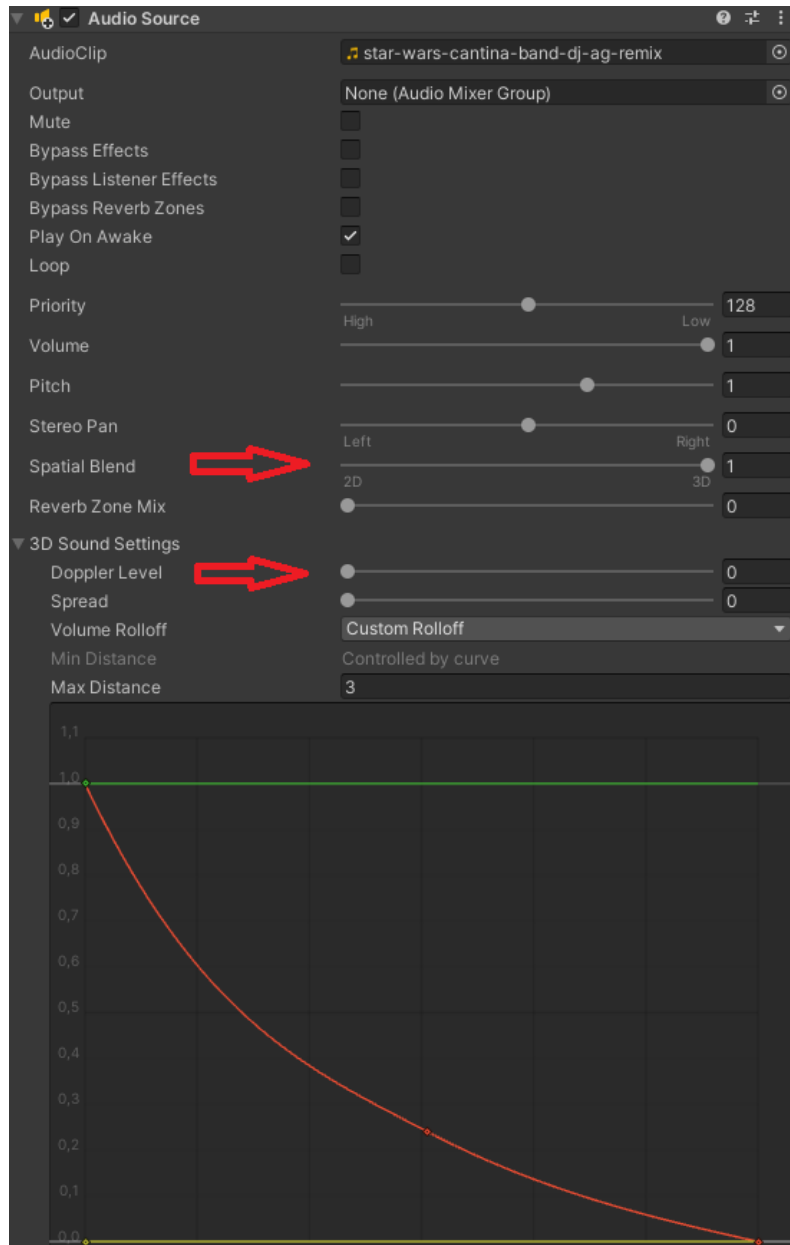 Audio Source
AudioClip star-wars-cantina-band-dj-ag-remix
Output None (Audio Mixer Group)
Mute
Bypass Effects
Bypass Listener Effects
Bypass Reverb Zones
Play On Awake
Loop
Priority 128
High Low
Volume 1
Pitch 1
Stereo Pan 0
Left Right
Spatial Blend 1
2D 3D
Reverb Zone Mix 0
3D Sound Settings
Doppler Level 0
Spread 0
Volume Rolloff Custom Rolloff
Min Distance Controlled by curve
Max Distance 3
1,1
1,0
0,9
0,8
0,7
0,6
0,5
0,4
0,3
0,2
0,1
0,0